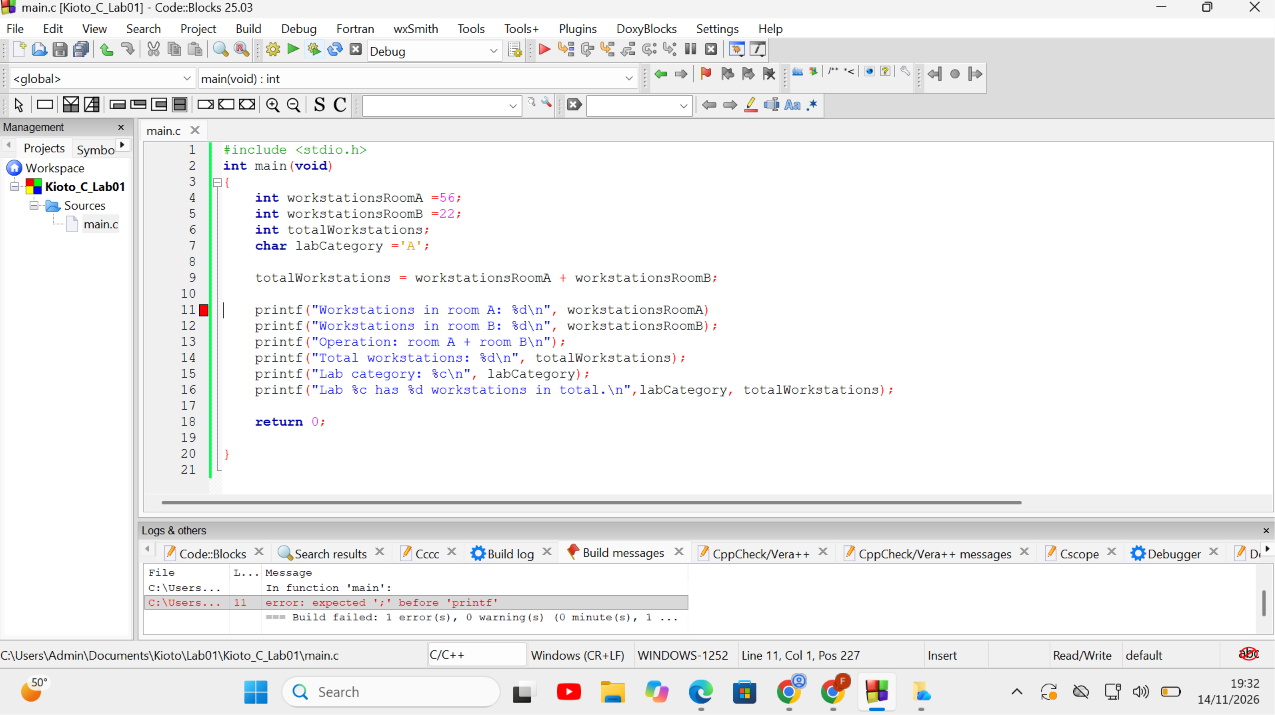 main.c [Kioto_C_Lab01] - Code::Blocks 25.03
File Edit View Search Project Build Debug Fortran wxSmith Tools Tools+ Plugins DoxyBlocks Settings Help
Debug
<global> main(void) : int /** *<
S C Aa .*
Management
main.c
Projects Symbo
Workspace
Kioto_C_Lab01
Sources
main.c
1 #include <stdio.h>
2 int main(void)
3 {
4 int workstationsRoomA =56;
5 int workstationsRoomB =22;
6 int totalWorkstations;
7 char labCategory ='A';
8
9 totalWorkstations = workstationsRoomA + workstationsRoomB;
10
11 printf("Workstations in room A: %d\n", workstationsRoomA)
12 printf("Workstations in room B: %d\n", workstationsRoomB);
13 printf("Operation: room A + room B\n");
14 printf("Total workstations: %d\n", totalWorkstations);
15 printf("Lab category: %c\n", labCategory);
16 printf("Lab %c has %d workstations in total.\n",labCategory, totalWorkstations);
17
18 return 0;
19
20 }
21
Logs & others
Code::Blocks Search results Cccc Build log Build messages CppCheck/Vera++ CppCheck/Vera++ messages Cscope Debugger
File L... Message
C:\Users... In function 'main':
C:\Users... 11 error: expected ';' before 'printf'
=== Build failed: 1 error(s), 0 warning(s) (0 minute(s), 1 ...
C:\Users\Admin\Documents\Kioto\Lab01\Kioto_C_Lab01\main.c C/C++ Windows (CR+LF) WINDOWS-1252 Line 11, Col 1, Pos 227 Insert Read/Write default abc
50°
Search
F
19:32
14/11/2026